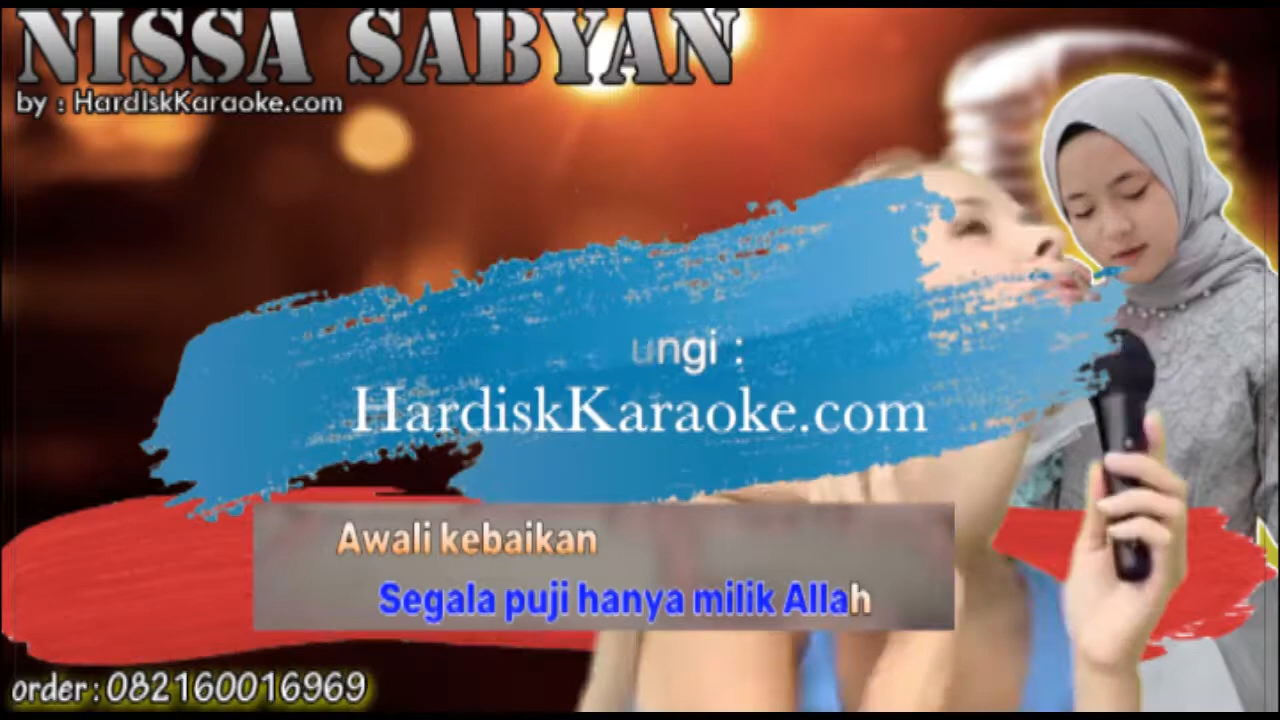 NISSA SABYAN
by : HardIskKaraoke.com
ungi :
HardiskKaraoke.com
Awali kebaikan
Segala puji hanya milik Allah
order : 082160016969